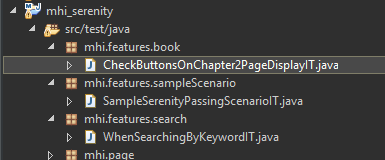 mhi_serenity
src/test/java
mhi.features.book
CheckButtonsOnChapter2PageDisplayIT.java
mhi.features.sampleScenario
SampleSerenityPassingScenarioIT.java
mhi.features.search
WhenSearchingByKeywordIT.java
mhi.page